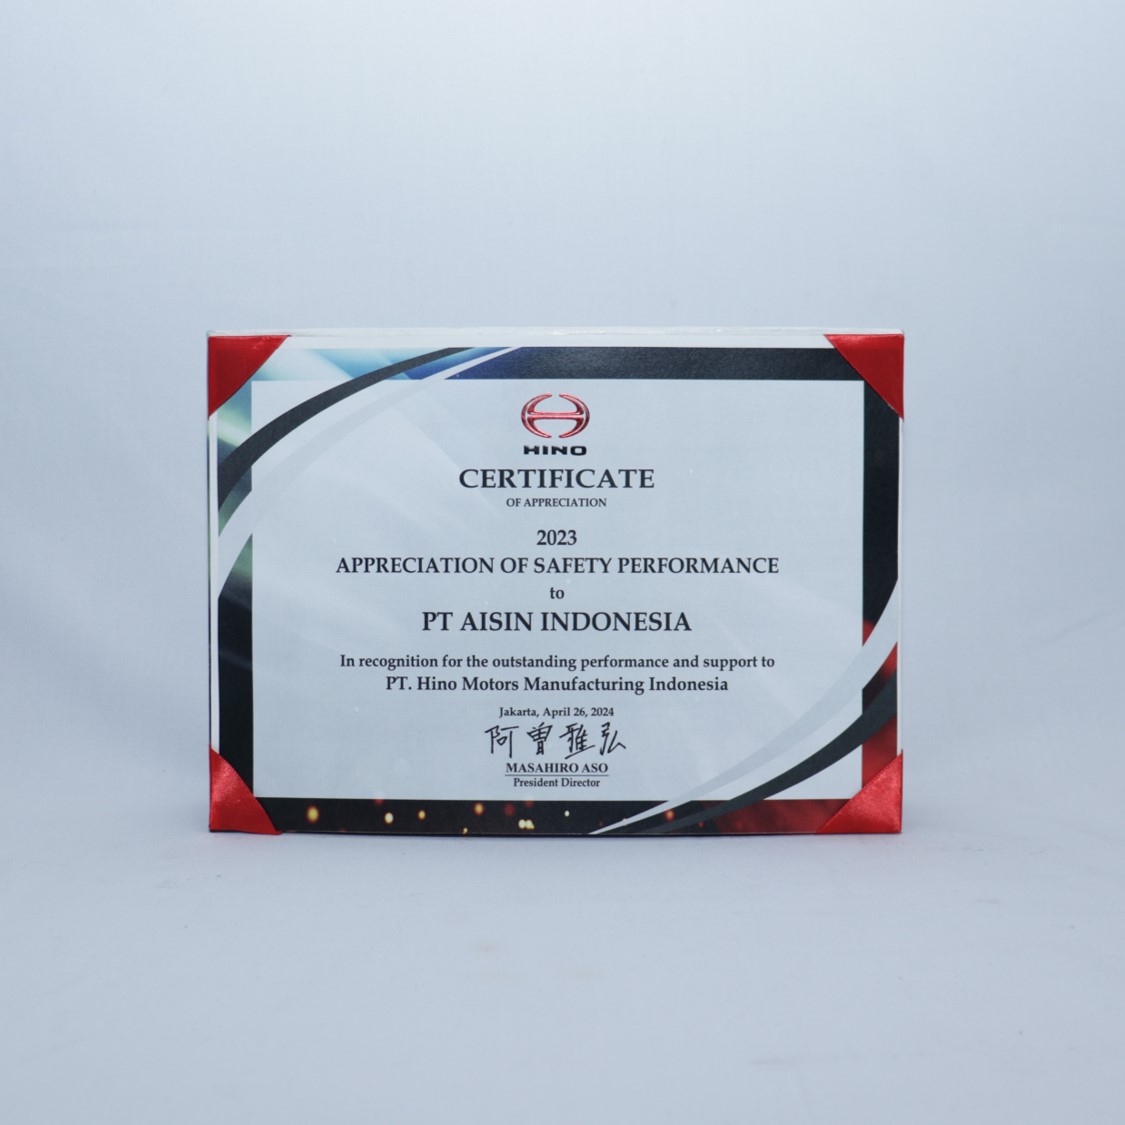 HINO
CERTIFICATE
OF APPRECIATION
2023
APPRECIATION OF SAFETY PERFORMANCE
to
PT AISIN INDONESIA
In recognition for the outstanding performance and support to
PT. Hino Motors Manufacturing Indonesia
Jakarta, April 26, 2024
阿曽雅弘
MASAHIRO ASO
President Director